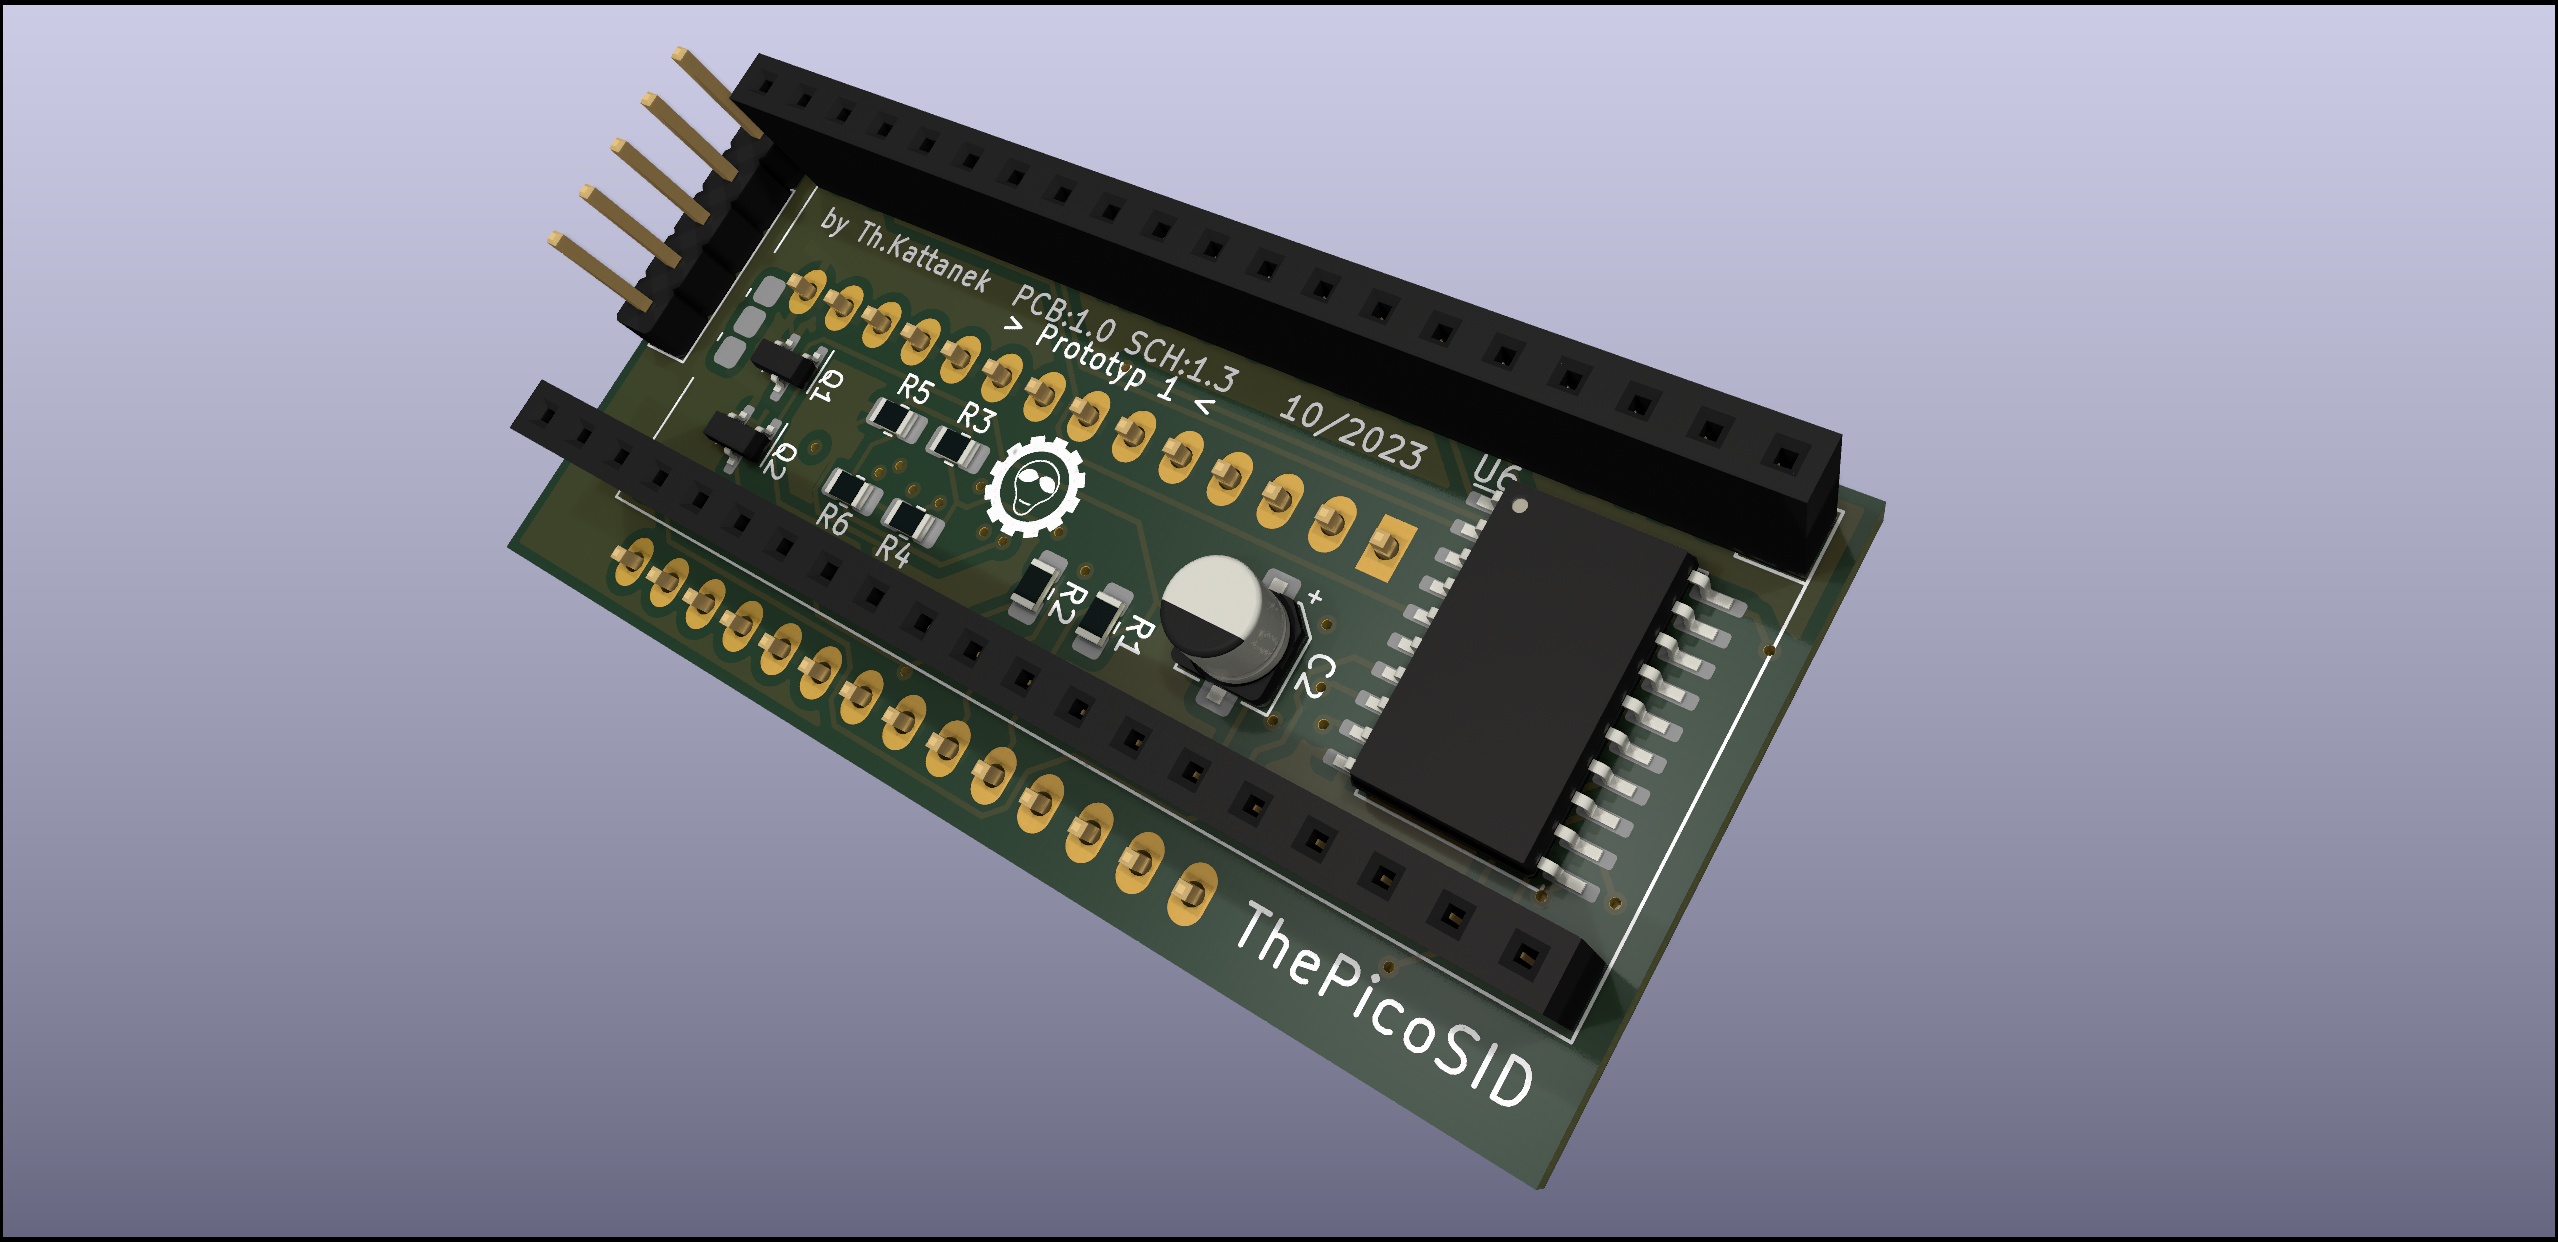 by Th.Kattanek
PCB:1.0 SCH:1.3
> Prototyp 1 <
10/2023
U6
Q1
Q2
R5
R3
R6
R4
R2
R1
+
C2
ThePicoSID